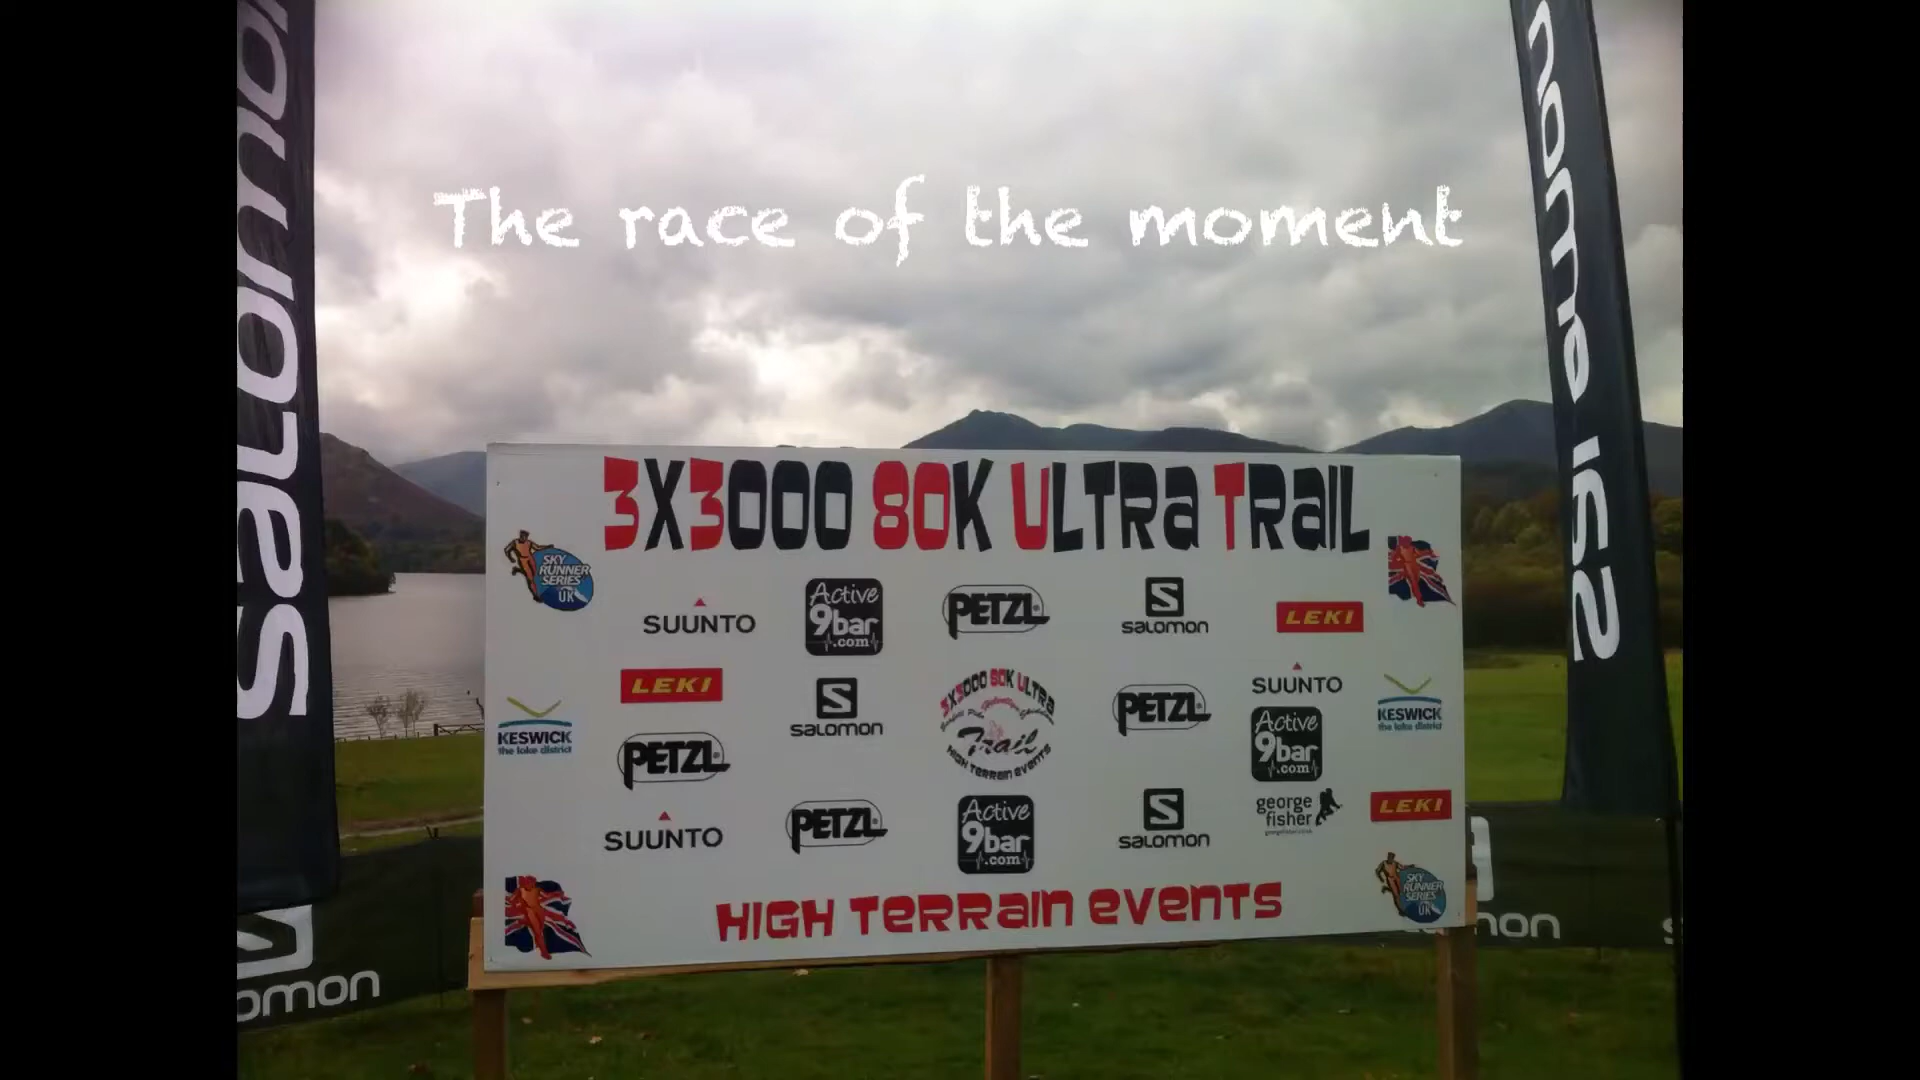 The race of the moment
salomon
salomon
3X3000 80K ULTRA TRAIL
SKY
RUNNER
SERIES
UK
SUUNTO
Active
9bar
.com
PETZL
SALOMON
LEKI
LEKI
SALOMON
3X3000 80K ULTRA
Trail
HIGH TERRAIN EVENTS
PETZL
SUUNTO
KESWICK
the lake district
KESWICK
the lake district
PETZL
Active
9bar
.com
SUUNTO
PETZL
Active
9bar
.com
SALOMON
george
fisher
LEKI
SKY
RUNNER
SERIES
UK
HIGH TERRAIN EVENTS
omon
mon